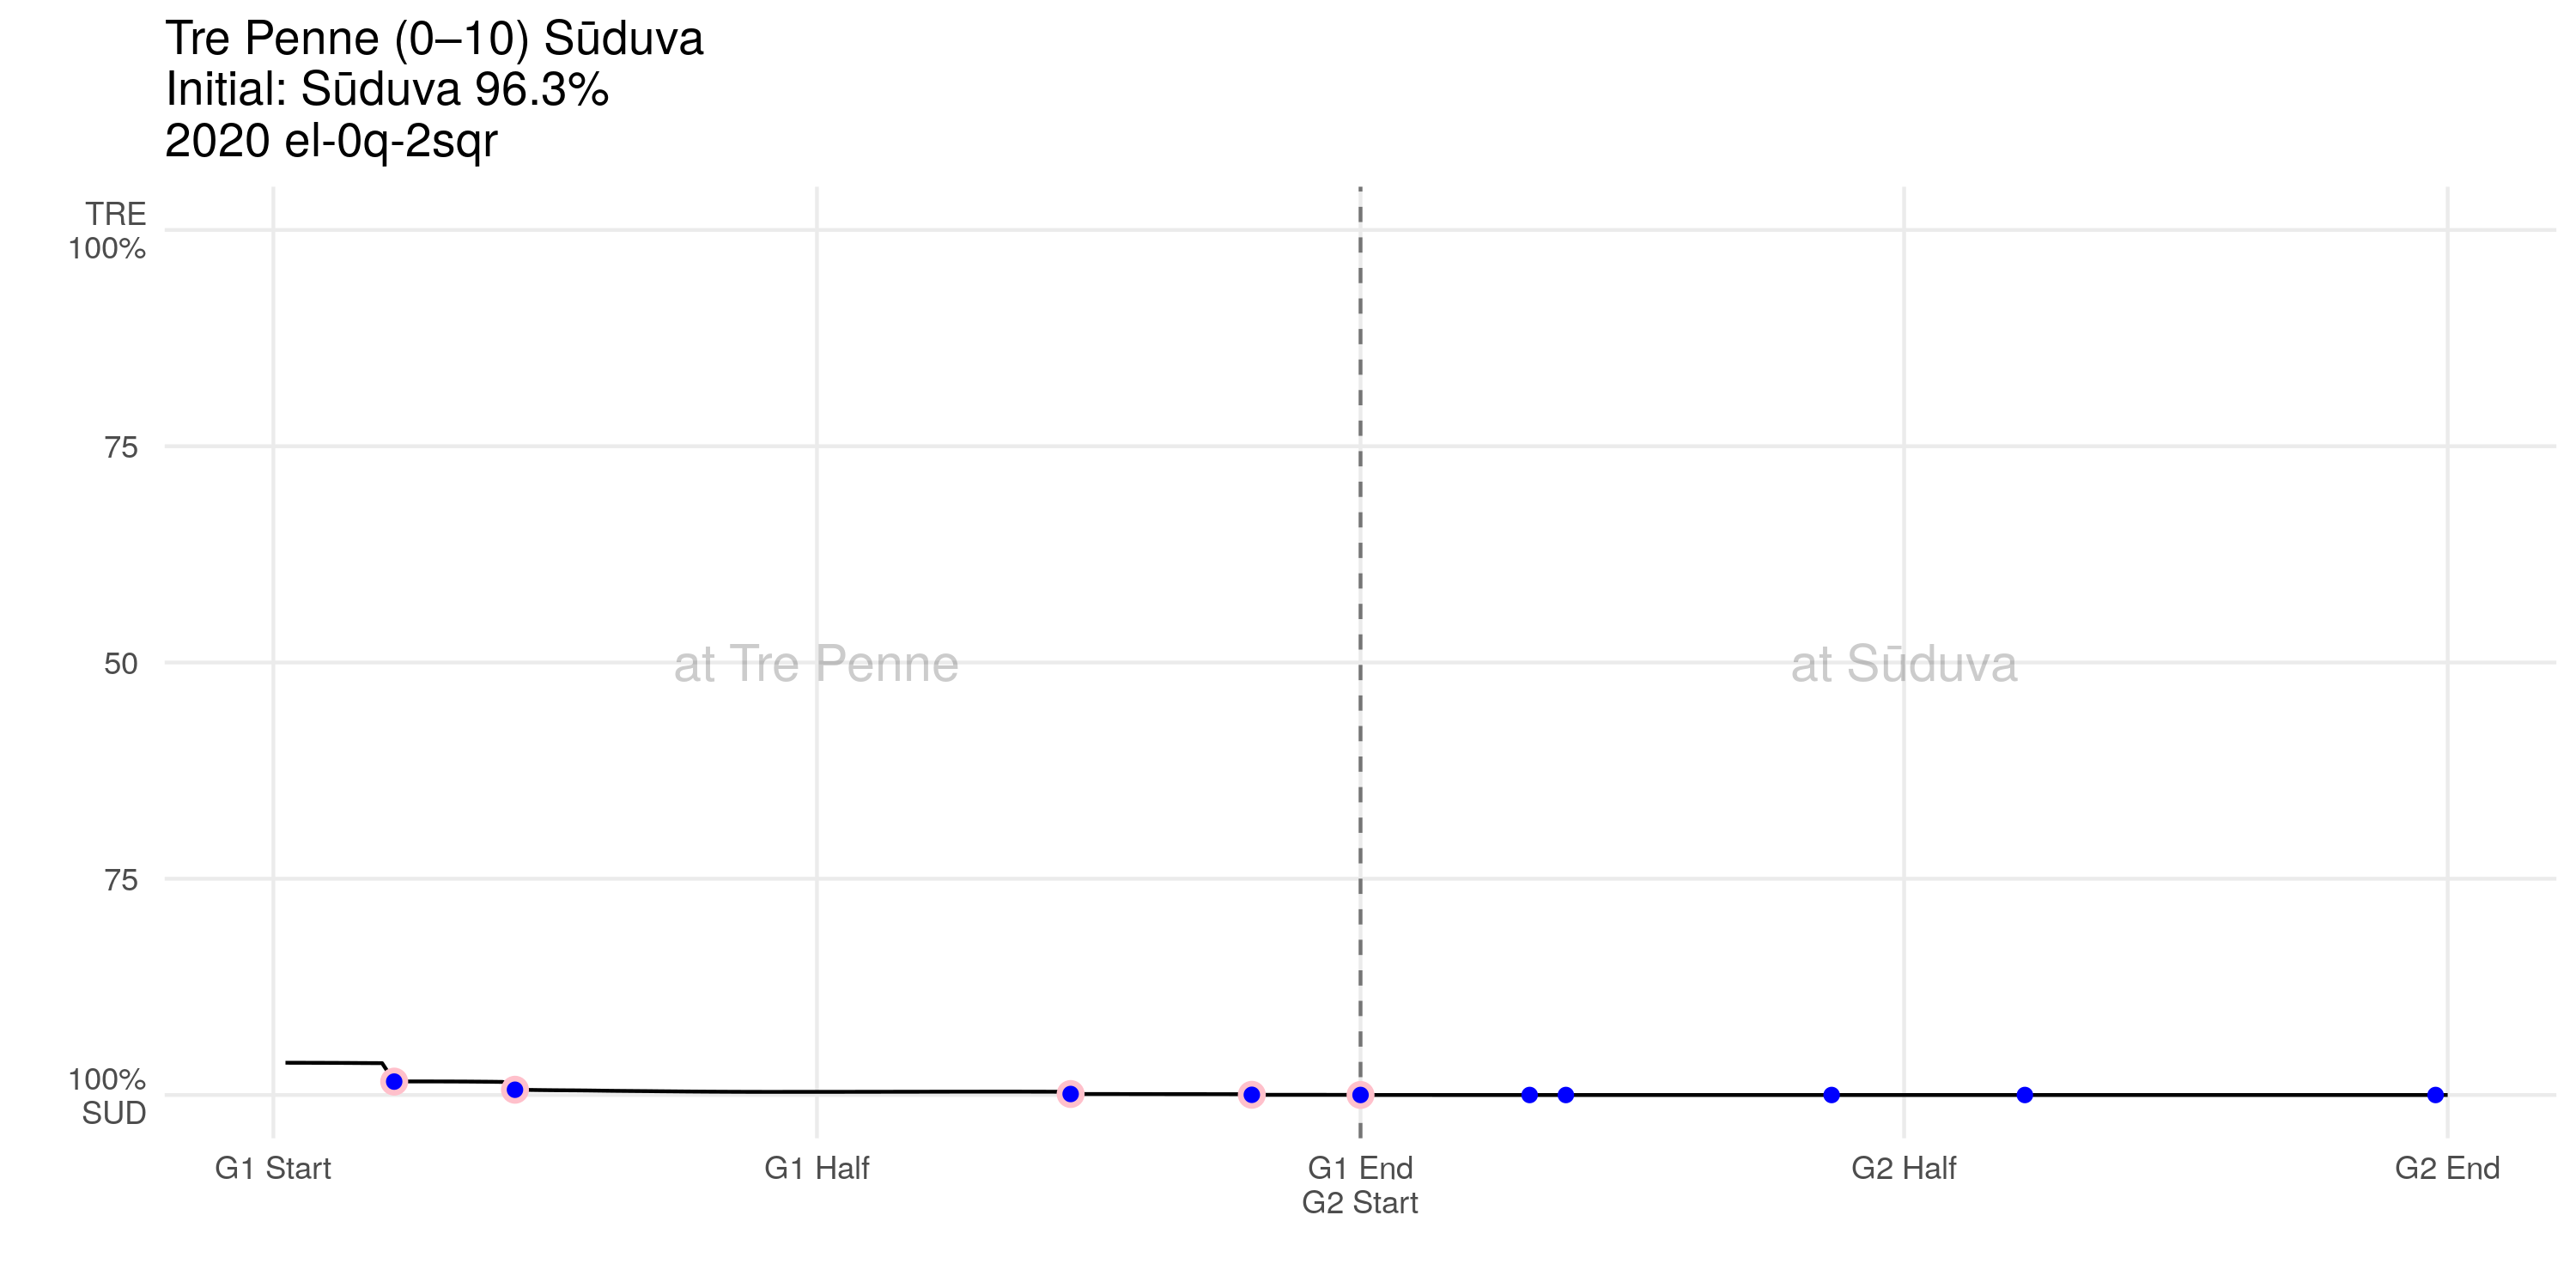 Tre Penne (0–10) Sūduva
Initial: Sūduva 96.3%
2020 el-0q-2sqr
TRE
100%
75
50
75
100%
SUD
at Tre Penne
at Sūduva
G1 Start
G1 Half
G1 End
G2 Start
G2 Half
G2 End